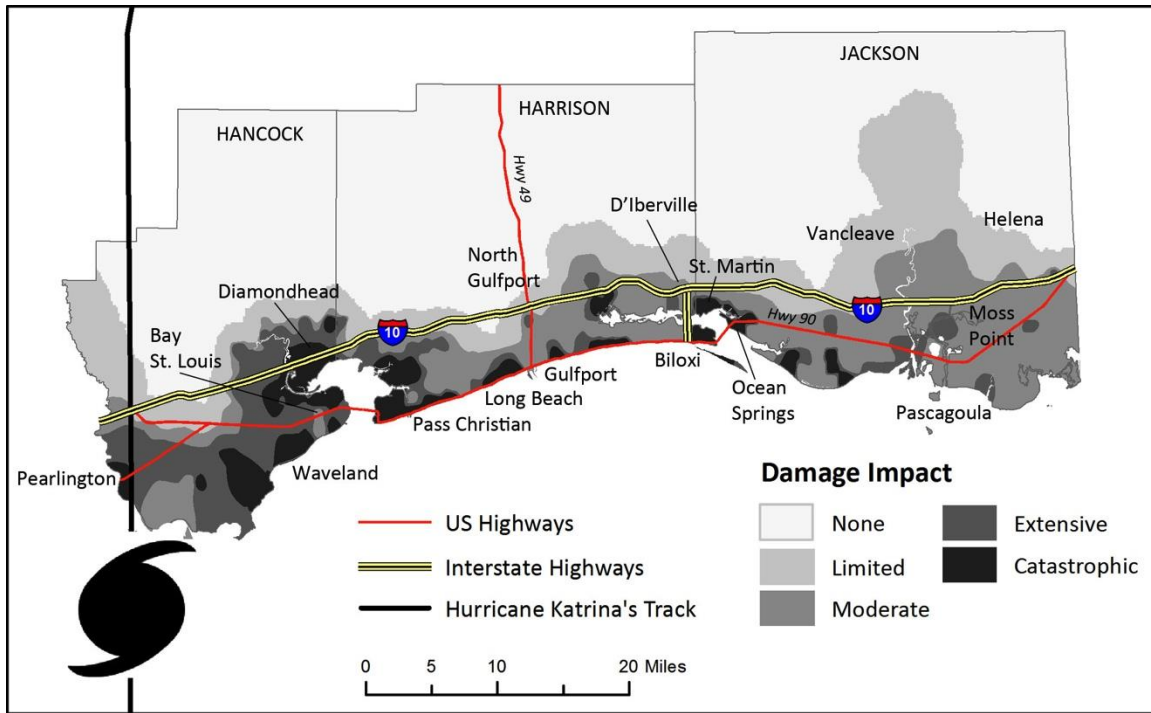 JACKSON
HARRISON
HANCOCK
Hwy 49
D'Iberville
Helena
Vancleave
North
Gulfport
St. Martin
Diamondhead
10
10
Hwy 90
Moss
Point
Bay
St. Louis
Biloxi
Gulfport
Ocean
Springs
Long Beach
Pascagoula
Pass Christian
Pearlington
Waveland
Damage Impact
None
Extensive
Limited
Catastrophic
Moderate
US Highways
Interstate Highways
Hurricane Katrina's Track
0 5 10 20 Miles